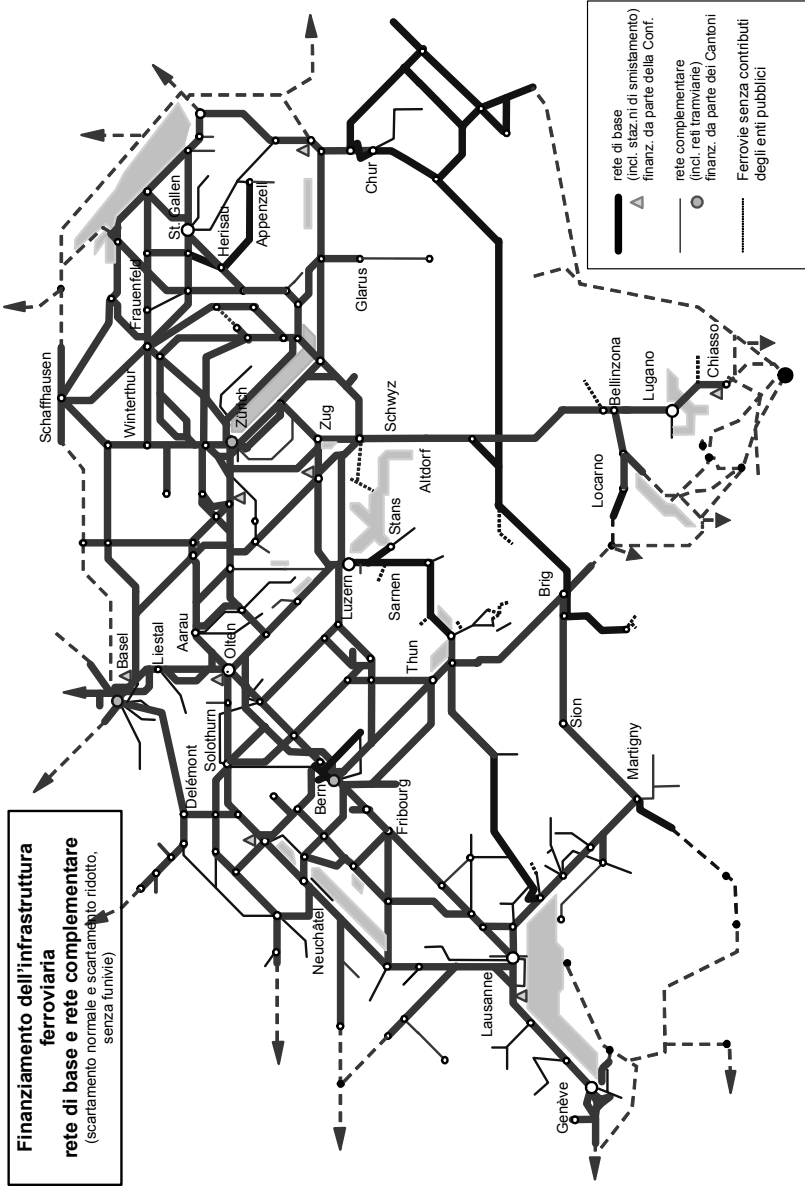 Finanziamento dell'infrastruttura
ferroviaria
rete di base e rete complementare
(scartamento normale e scartamento ridotto,
senza funivie)
Schaffhausen
Frauenfeld
Winterthur
St. Gallen
Herisau
Appenzell
Zürich
Basel
Liestal
Aarau
Olten
Delémont
Solothurn
Zug
Schwyz
Glarus
Chur
Luzern
Stans
Altdorf
Sarnen
Bern
Thun
Neuchâtel
Fribourg
Lausanne
Genève
Martigny
Sion
Brig
Locarno
Bellinzona
Lugano
Chiasso
rete di base
(incl. staz.ni di smistamento)
finanz. da parte della Conf.
rete complementare
(incl. reti tramviarie)
finanz. da parte dei Cantoni
Ferrovie senza contributi
degli enti pubblici